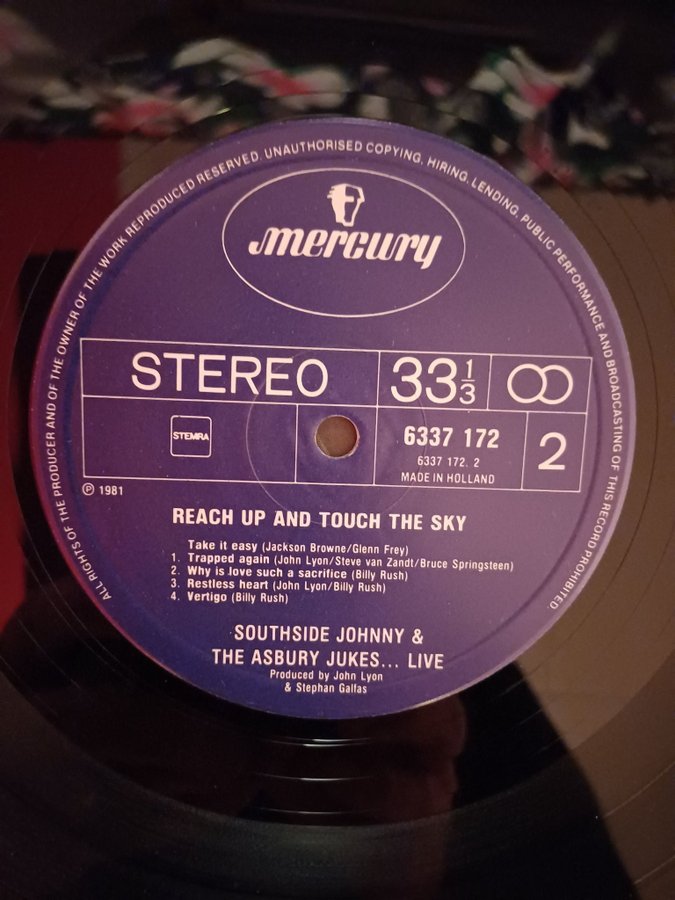 ALL RIGHTS OF THE PRODUCER AND OF THE OWNER OF THE WORK REPRODUCED RESERVED. UNAUTHORISED COPYING, HIRING, LENDING, PUBLIC PERFORMANCE AND BROADCASTING OF THIS RECORD PROHIBITED.
mercury
STEREO
33 1/3
STEMRA
6337 172
6337 172. 2
MADE IN HOLLAND
2
℗ 1981
REACH UP AND TOUCH THE SKY
Take it easy (Jackson Browne/Glenn Frey)
1. Trapped again (John Lyon/Steve van Zandt/Bruce Springsteen)
2. Why is love such a sacrifice (Billy Rush)
3. Restless heart (John Lyon/Billy Rush)
4. Vertigo (Billy Rush)
SOUTHSIDE JOHNNY &
THE ASBURY JUKES... LIVE
Produced by John Lyon
& Stephan Galfas